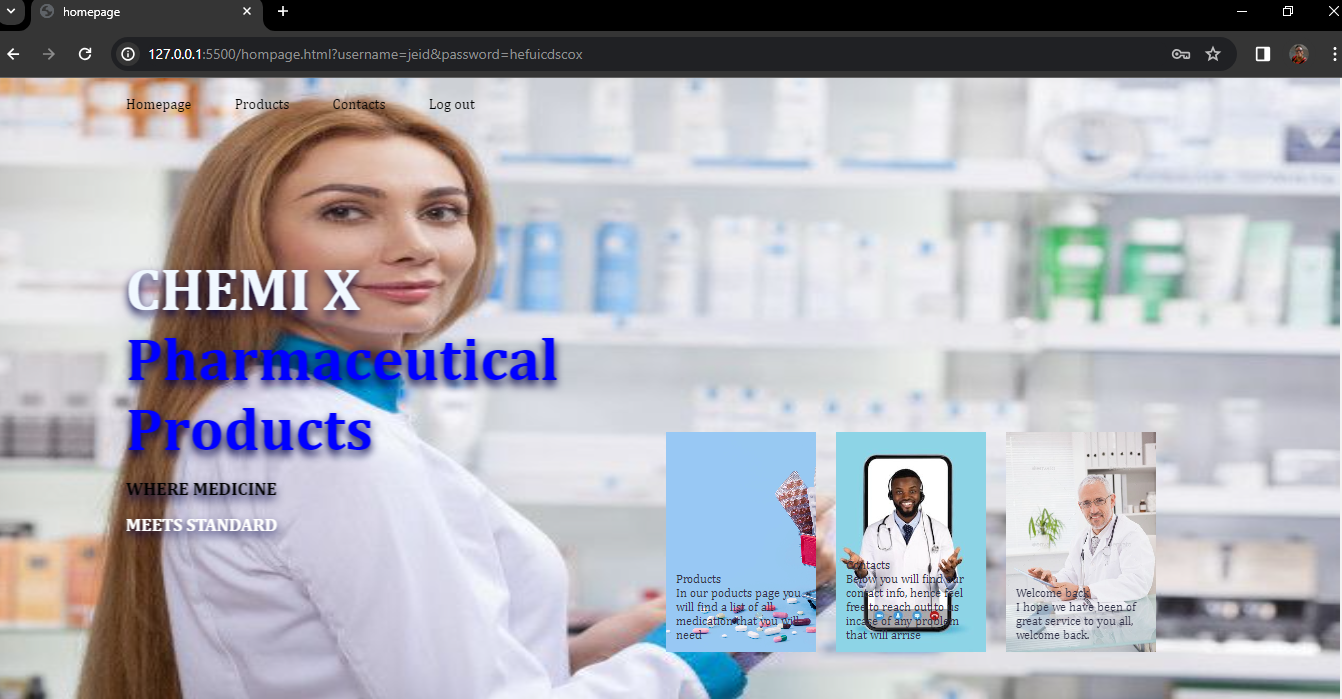 homepage
127.0.0.1:5500/hompage.html?username=jeid&password=hefuicdscox
Homepage Products Contacts Log out
CHEMI X
Pharmaceutical
Products
WHERE MEDICINE
MEETS STANDARD
Products
In our poducts page you
will find a list of all
medication that you will
need
Contacts
Below you will find our
contact info, hence feel
free to reach out to us
incase of any problem
that will arrise
Welcome back
I hope we have been of
great service to you all,
welcome back.